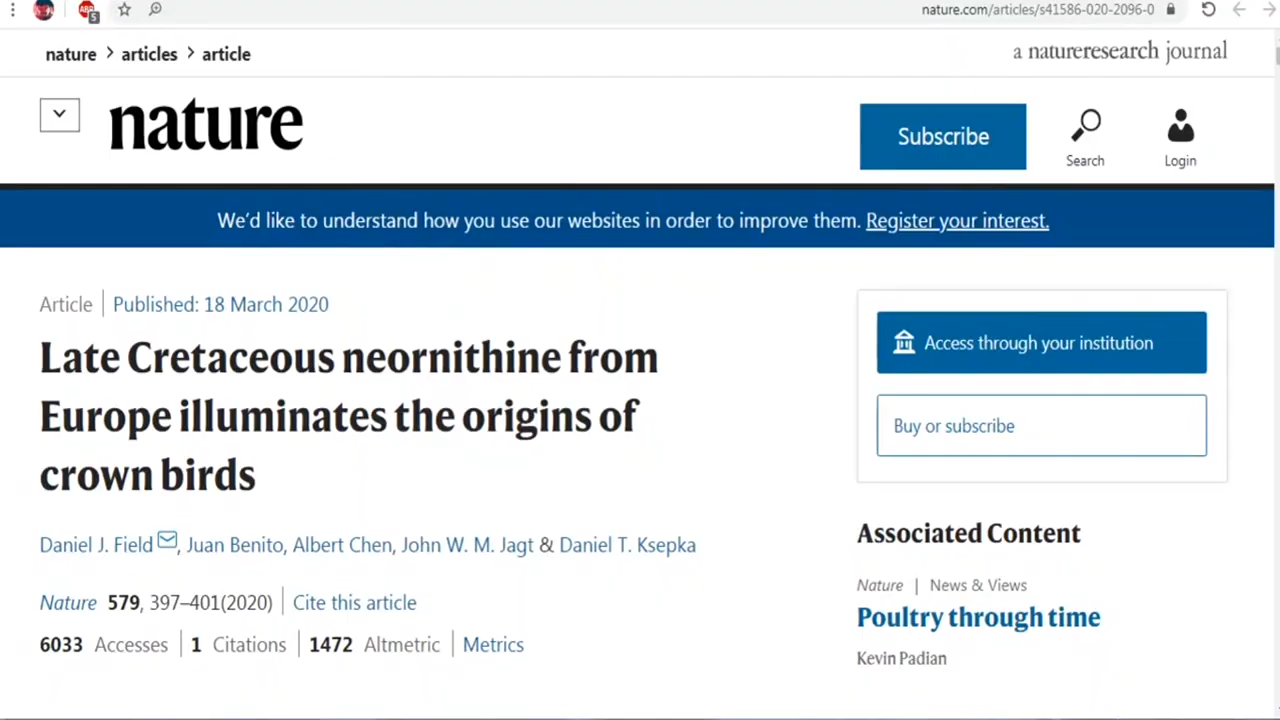 nature.com/articles/s41586-020-2096-0
5
nature > articles > article
a natureresearch journal
nature
Subscribe
Search
Login
We'd like to understand how you use our websites in order to improve them. Register your interest.
Article | Published: 18 March 2020
Late Cretaceous neornithine from
Europe illuminates the origins of
crown birds
Daniel J. Field, Juan Benito, Albert Chen, John W. M. Jagt & Daniel T. Ksepka
Nature 579, 397–401(2020) | Cite this article
6033 Accesses | 1 Citations | 1472 Altmetric | Metrics
Access through your institution
Buy or subscribe
Associated Content
Nature | News & Views
Poultry through time
Kevin Padian